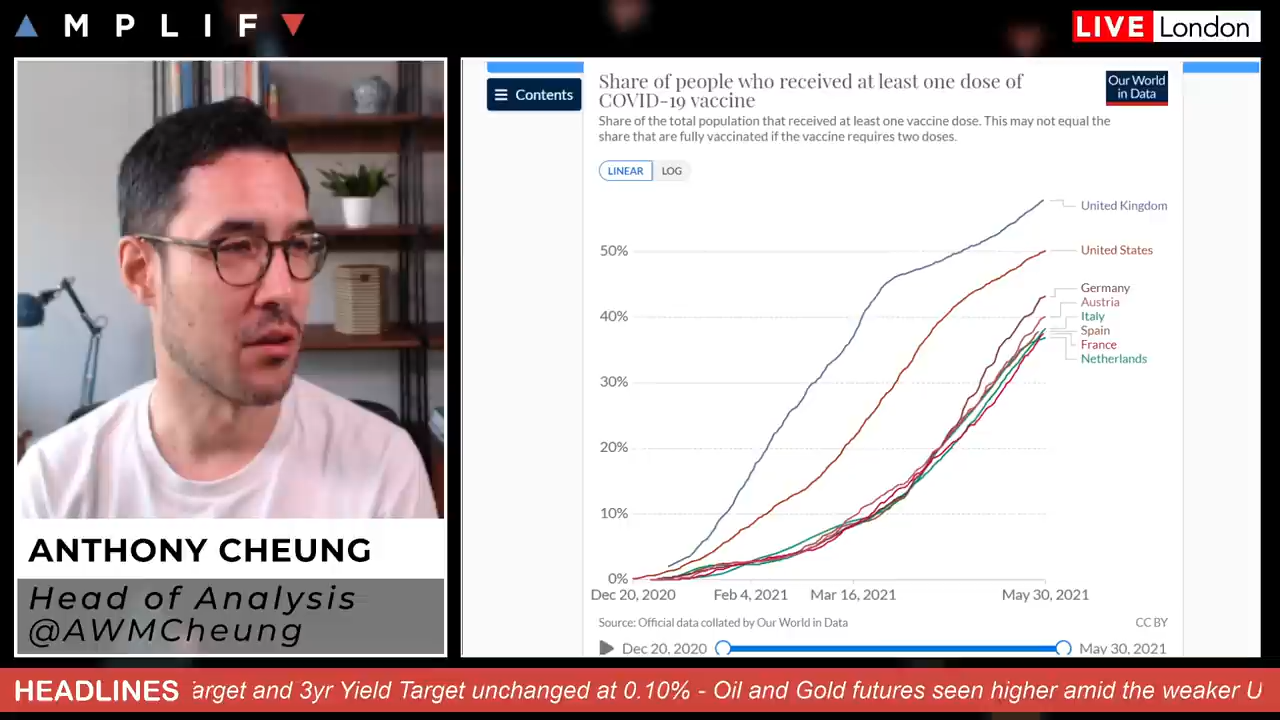 MPLIF
LIVE London
Contents
Share of people who received at least one dose of
COVID-19 vaccine
Our World
in Data
Share of the total population that received at least one vaccine dose. This may not equal the
share that are fully vaccinated if the vaccine requires two doses.
LINEAR LOG
United Kingdom
50%
United States
Germany
Austria
40%
Italy
Spain
France
Netherlands
30%
20%
10%
0%
Dec 20, 2020 Feb 4, 2021 Mar 16, 2021 May 30, 2021
Source: Official data collated by Our World in Data CC BY
Dec 20, 2020 May 30, 2021
ANTHONY CHEUNG
Head of Analysis
@AWMCheung
HEADLINES arget and 3yr Yield Target unchanged at 0.10% - Oil and Gold futures seen higher amid the weaker U